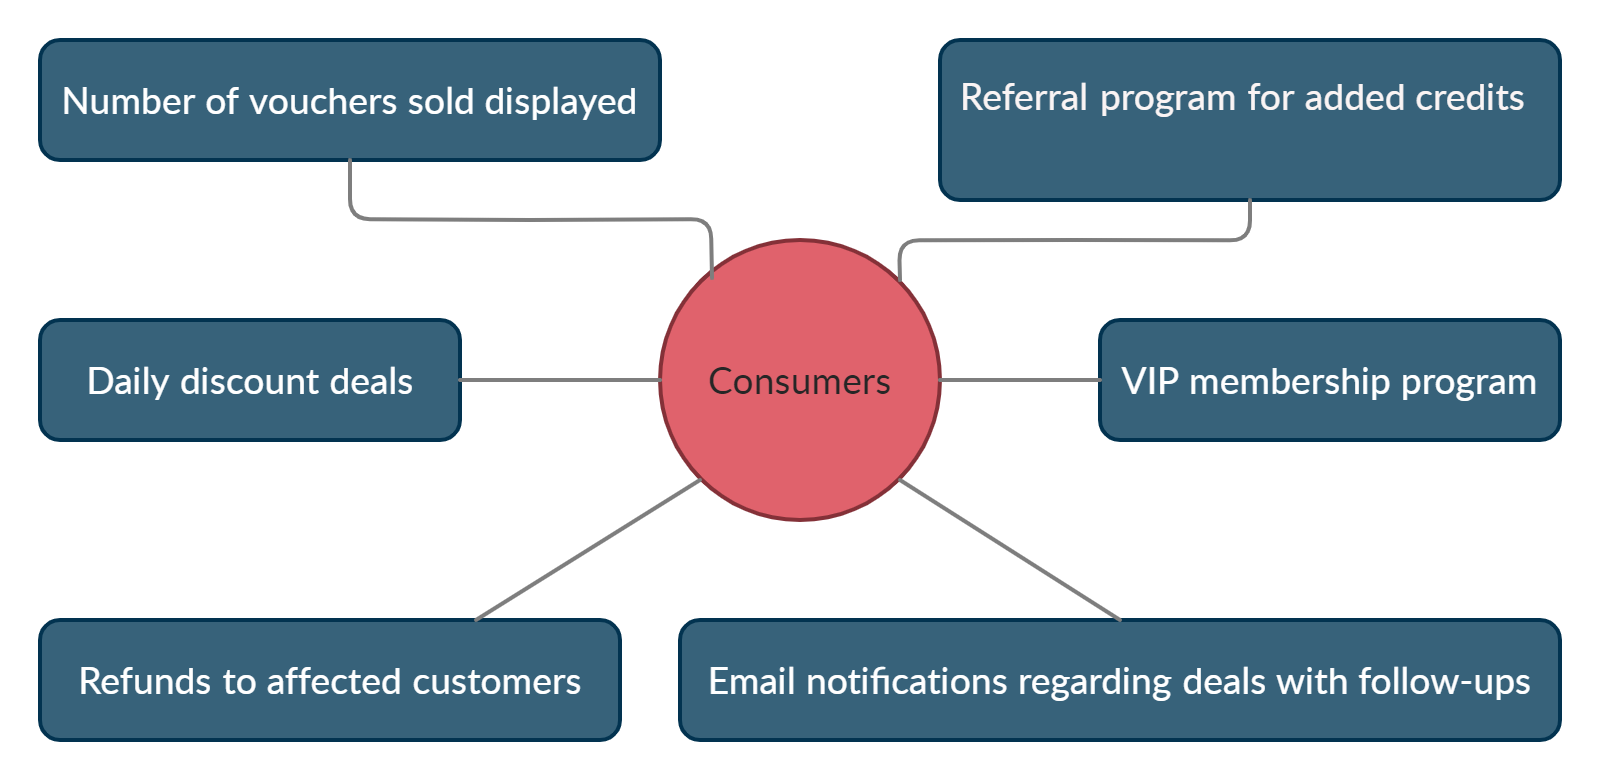 Number of vouchers sold displayed
Referral program for added credits
Daily discount deals
Consumers
VIP membership program
Refunds to affected customers
Email notifications regarding deals with follow-ups